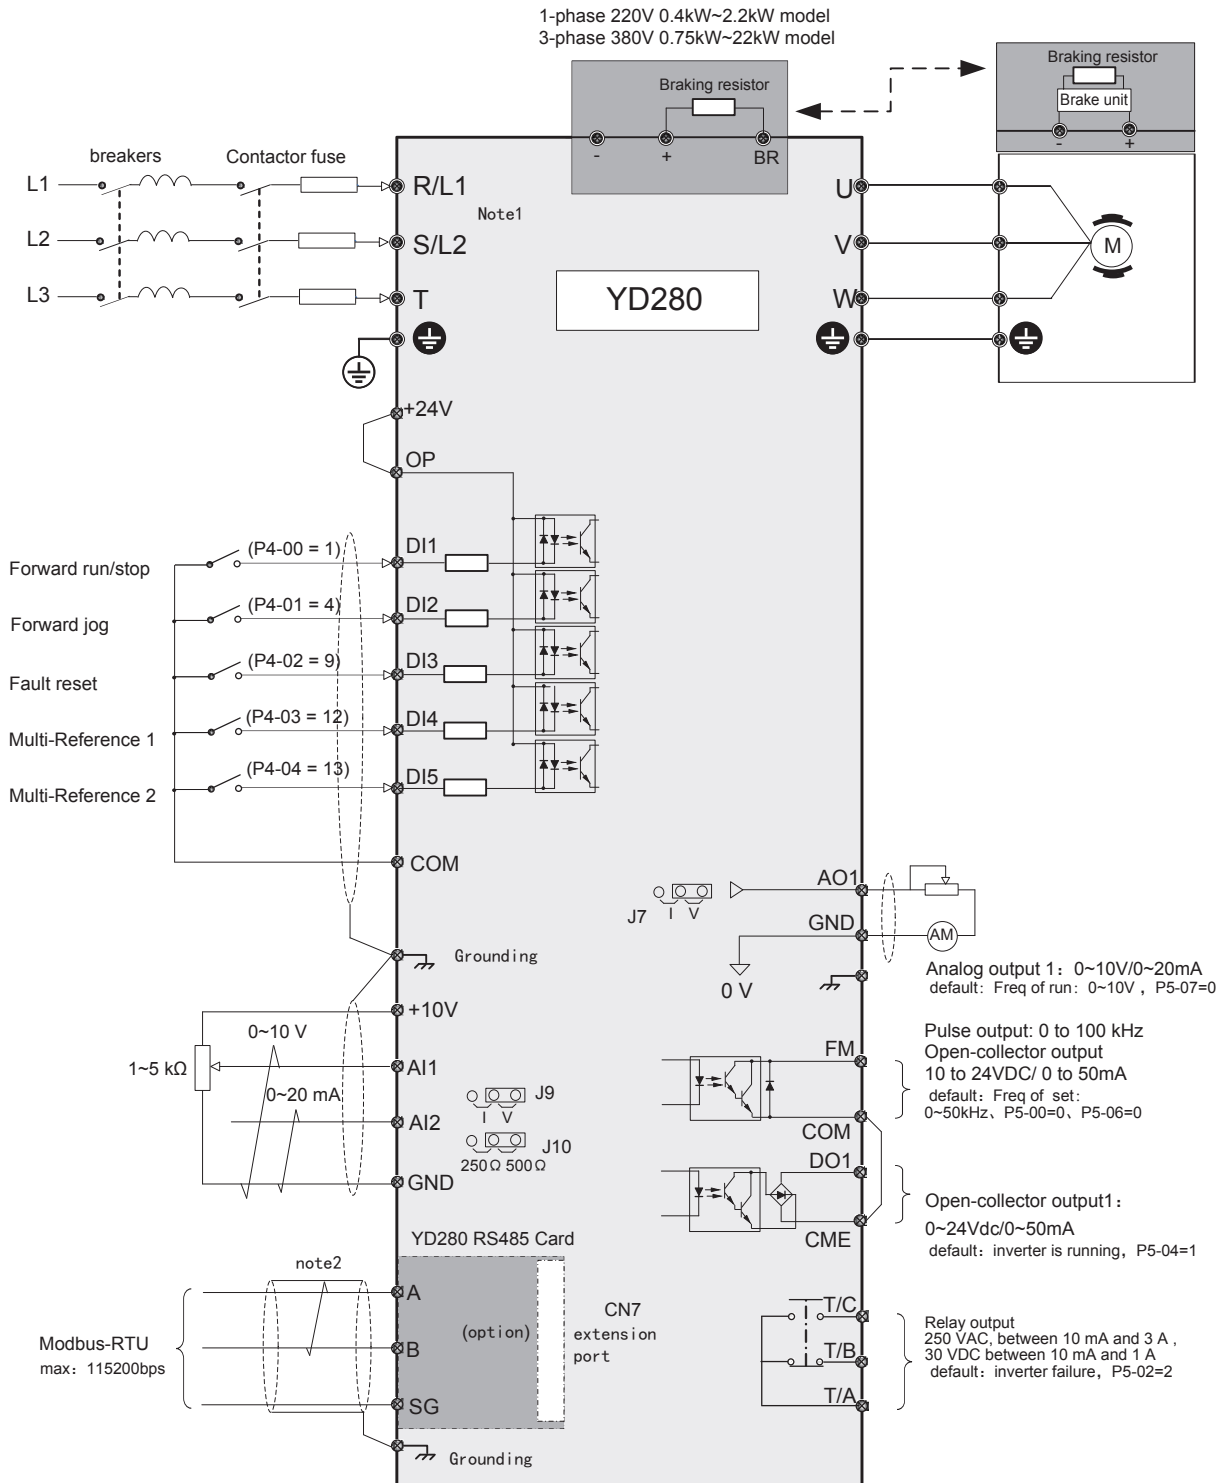 1-phase 220V 0.4kW~2.2kW model
3-phase 380V 0.75kW~22kW model
Braking resistor
- + BR
Braking resistor
Brake unit
- +
breakers Contactor fuse
L1 R/L1
L2 S/L2
L3 T
Note1
YD280
U
V
W
M
+24V
OP
Forward run/stop (P4-00 = 1) DI1
Forward jog (P4-01 = 4) DI2
Fault reset (P4-02 = 9) DI3
Multi-Reference 1 (P4-03 = 12) DI4
Multi-Reference 2 (P4-04 = 13) DI5
COM
Grounding
+10V
0~10 V
1~5 kΩ
AI1
0~20 mA
AI2
GND
J9
I V
J10
250Ω 500Ω
J7 I V
AO1
GND
AM
0 V
Analog output 1: 0~10V/0~20mA
default: Freq of run: 0~10V , P5-07=0
FM
COM
Pulse output: 0 to 100 kHz
Open-collector output
10 to 24VDC/ 0 to 50mA
default: Freq of set:
0~50kHz、P5-00=0、P5-06=0
DO1
CME
Open-collector output1:
0~24Vdc/0~50mA
default: inverter is running, P5-04=1
YD280 RS485 Card
note2
A
B
SG
(option)
CN7
extension
port
Modbus-RTU
max: 115200bps
Grounding
T/C
T/B
T/A
Relay output
250 VAC, between 10 mA and 3 A ,
30 VDC between 10 mA and 1 A
default: inverter failure, P5-02=2